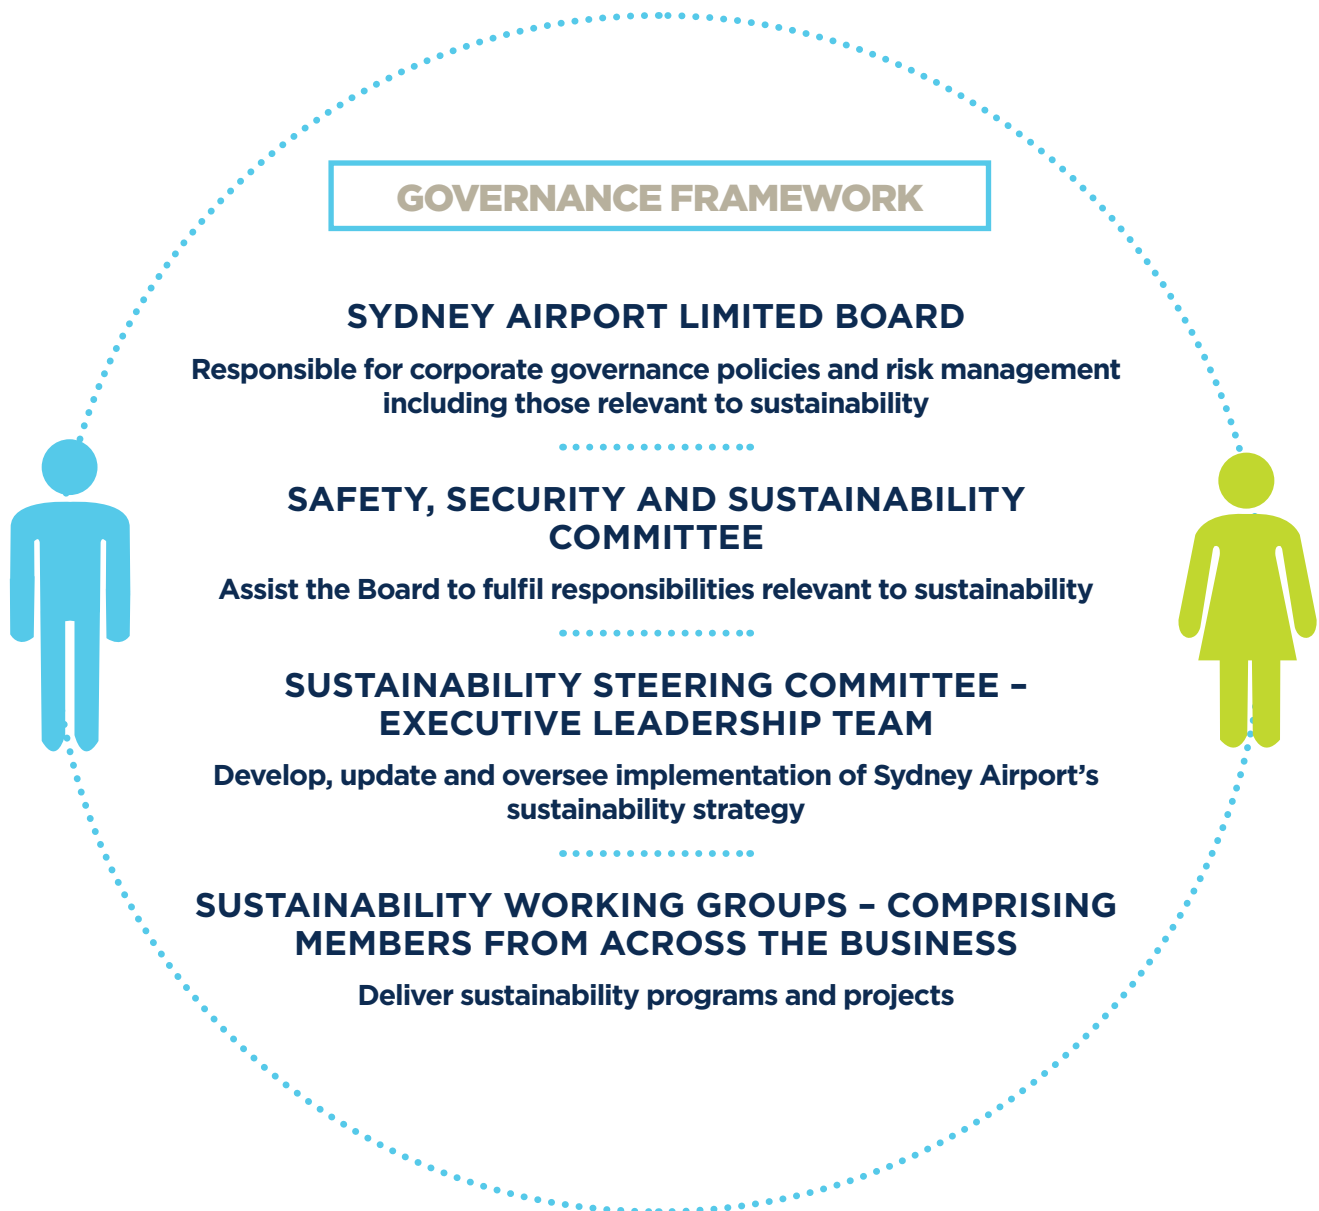 GOVERNANCE FRAMEWORK
SYDNEY AIRPORT LIMITED BOARD
Responsible for corporate governance policies and risk management
including those relevant to sustainability
SAFETY, SECURITY AND SUSTAINABILITY
COMMITTEE
Assist the Board to fulfil responsibilities relevant to sustainability
SUSTAINABILITY STEERING COMMITTEE –
EXECUTIVE LEADERSHIP TEAM
Develop, update and oversee implementation of Sydney Airport’s
sustainability strategy
SUSTAINABILITY WORKING GROUPS – COMPRISING
MEMBERS FROM ACROSS THE BUSINESS
Deliver sustainability programs and projects